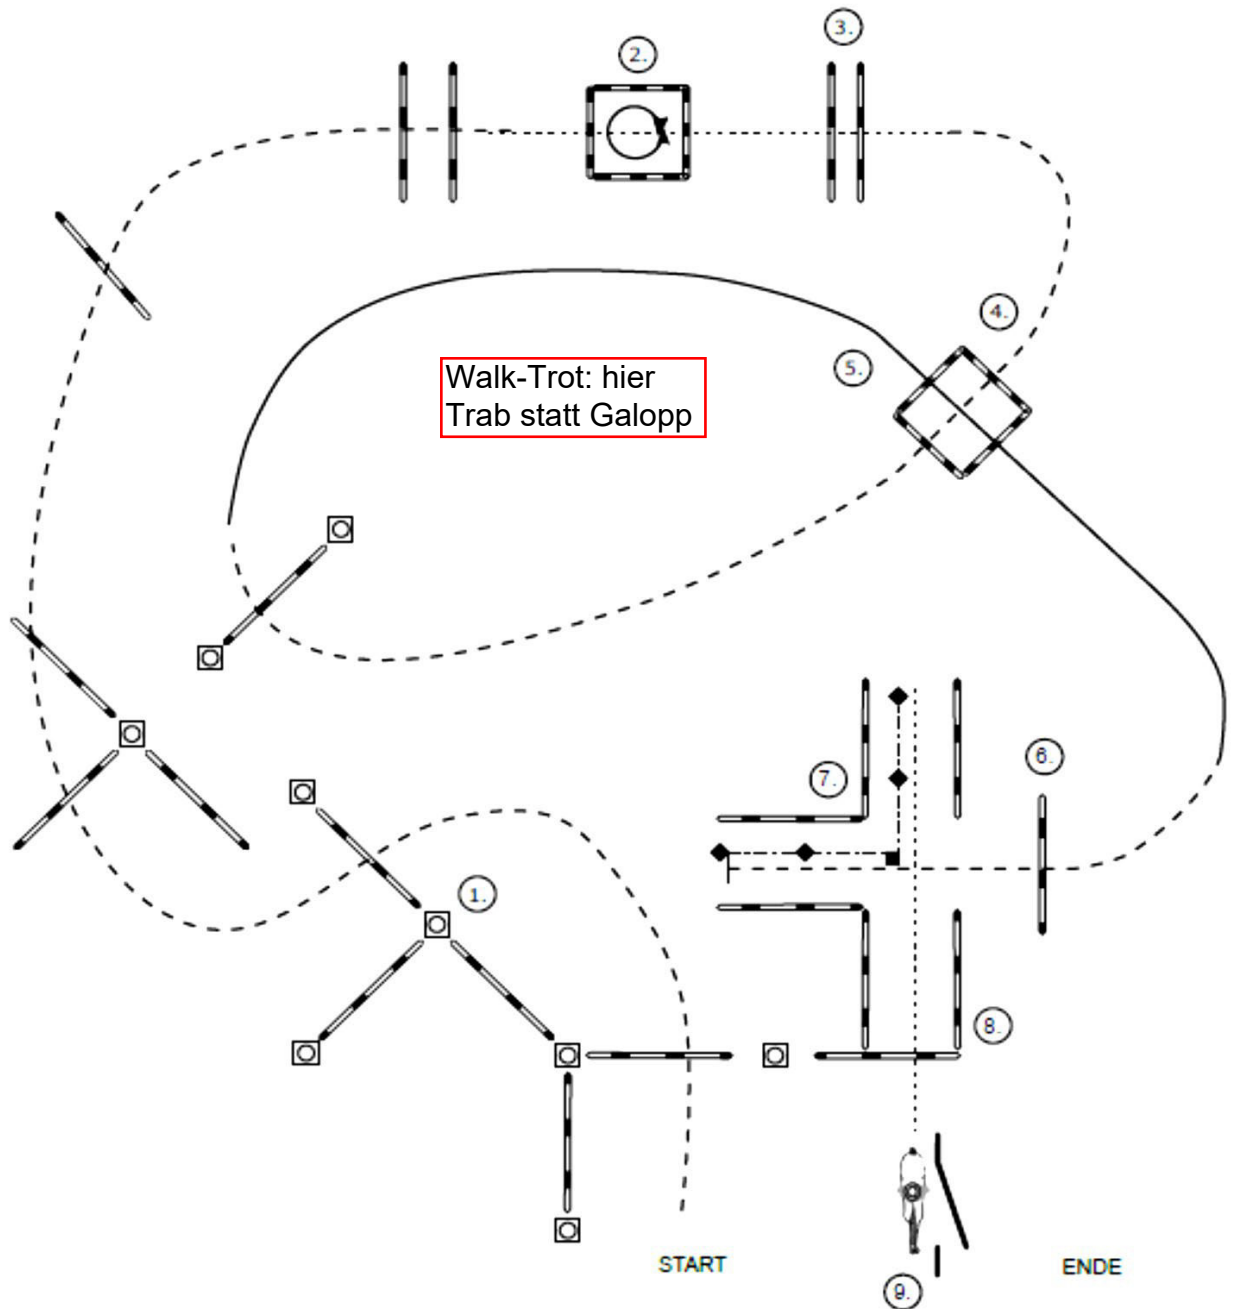 3.
2.
4.
5.
Walk-Trot: hier
Trab statt Galopp
6.
7.
1.
8.
START
ENDE
9.